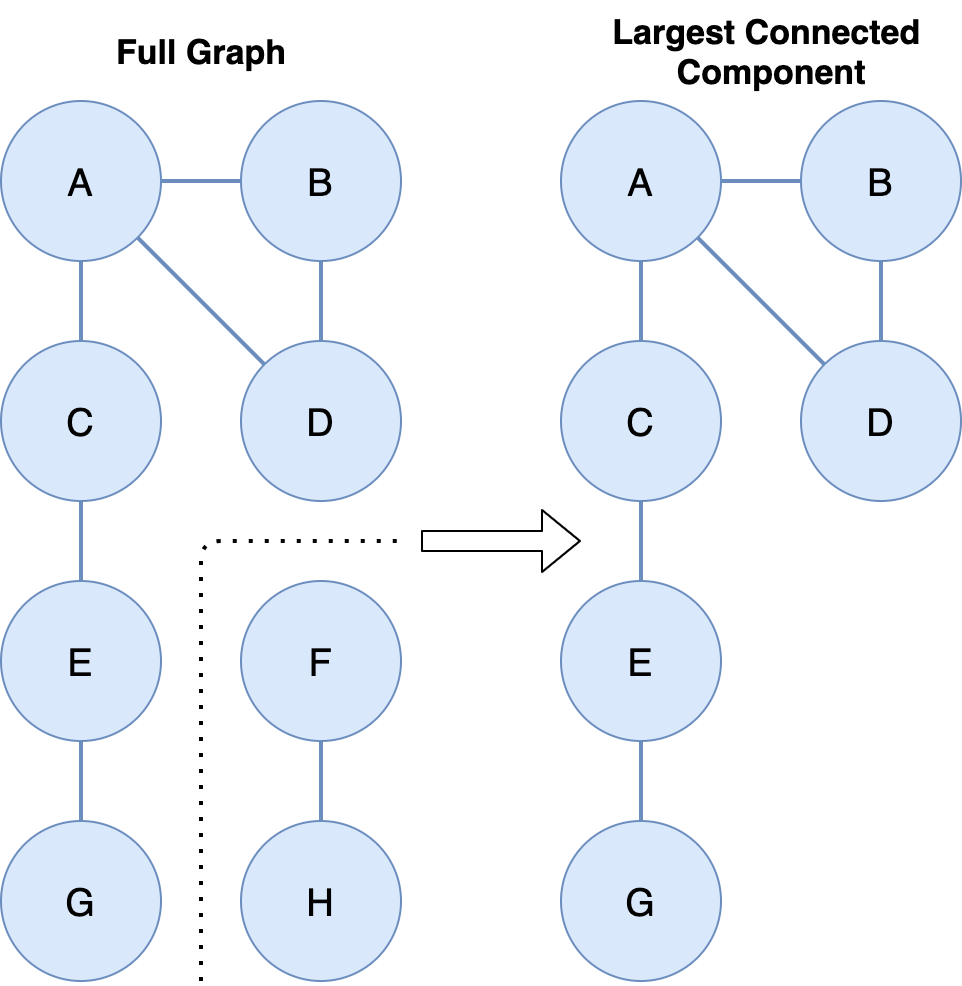 Full Graph
A
B
C
D
E
F
G
H
Largest Connected
Component
A
B
C
D
E
G